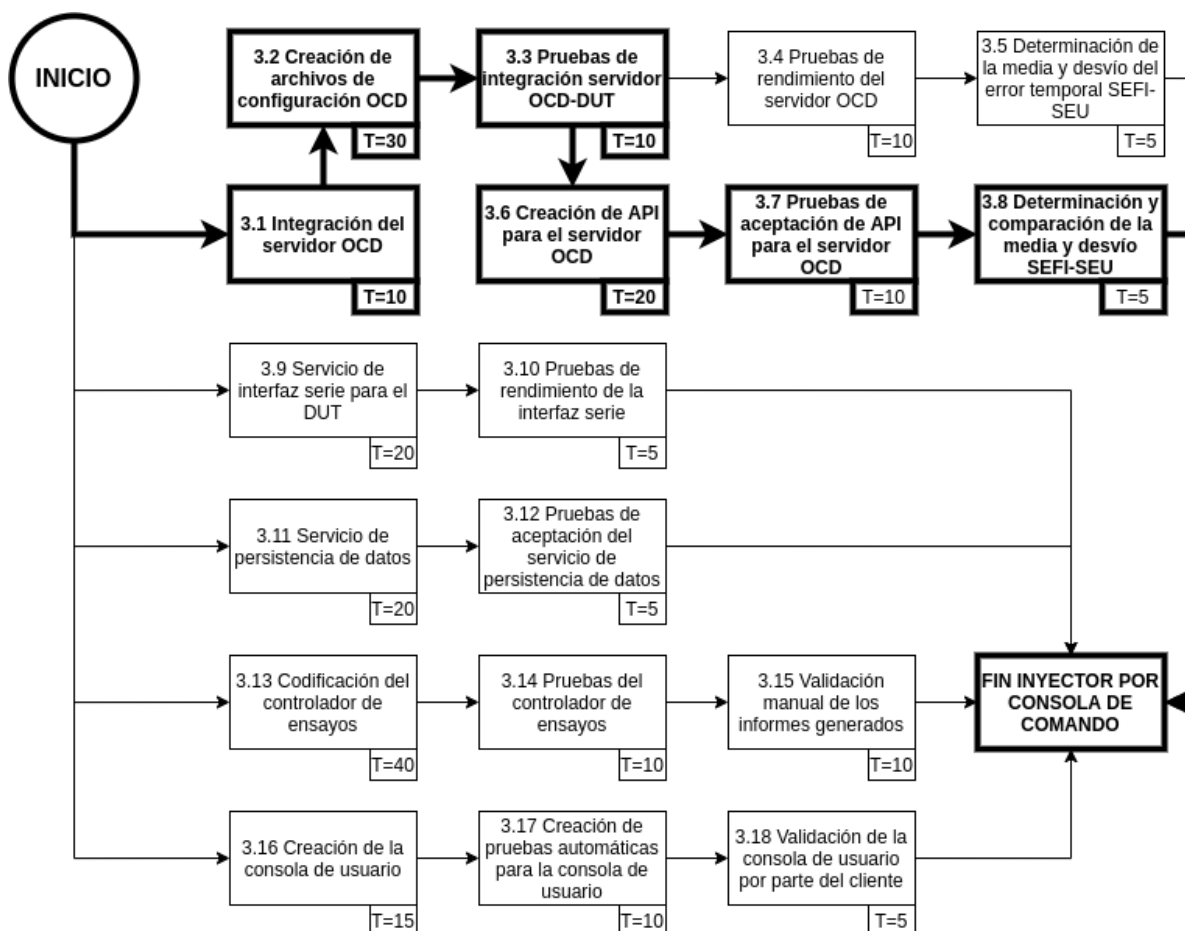 INICIO
3.2 Creación de
archivos de
configuración OCD
T=30
3.3 Pruebas de
integración servidor
OCD-DUT
T=10
3.4 Pruebas de
rendimiento del
servidor OCD
T=10
3.5 Determinación de
la media y desvío del
error temporal SEFI-
SEU
T=5
3.1 Integración del
servidor OCD
T=10
3.6 Creación de API
para el servidor
OCD
T=20
3.7 Pruebas de
aceptación de API
para el servidor
OCD
T=10
3.8 Determinación y
comparación de la
media y desvío
SEFI-SEU
T=5
3.9 Servicio de
interfaz serie para el
DUT
T=20
3.10 Pruebas de
rendimiento de la
interfaz serie
T=5
3.11 Servicio de
persistencia de datos
T=20
3.12 Pruebas de
aceptación del
servicio de
persistencia de datos
T=5
3.13 Codificación del
controlador de
ensayos
T=40
3.14 Pruebas del
controlador de
ensayos
T=10
3.15 Validación
manual de los
informes generados
T=10
FIN INYECTOR POR
CONSOLA DE
COMANDO
3.16 Creación de la
consola de usuario
T=15
3.17 Creación de
pruebas automáticas
para la consola de
usuario
T=10
3.18 Validación de la
consola de usuario
por parte del cliente
T=5